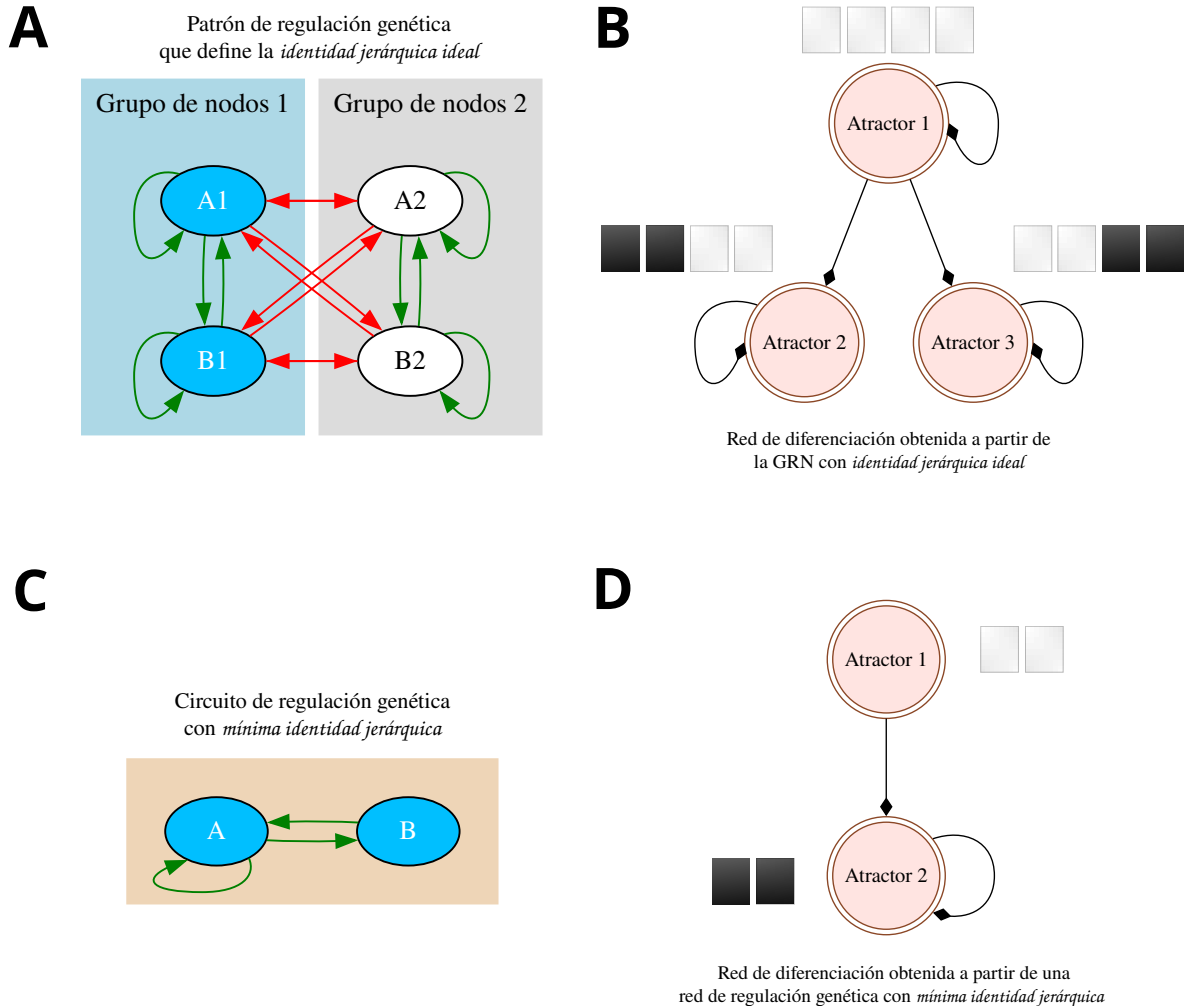 A
Patrón de regulación genética
que define la identidad jerárquica ideal
Grupo de nodos 1
Grupo de nodos 2
A1
A2
B1
B2
B
Atractor 1
Atractor 2
Atractor 3
Red de diferenciación obtenida a partir de
la GRN con identidad jerárquica ideal
C
Circuito de regulación genética
con mínima identidad jerárquica
A
B
D
Atractor 1
Atractor 2
Red de diferenciación obtenida a partir de una
red de regulación genética con mínima identidad jerárquica